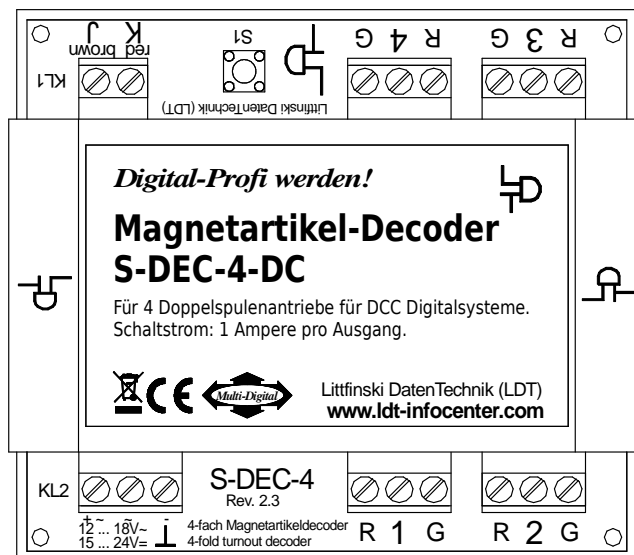 J K
brown red
KL1
S1
Littfinski DatenTechnik (LDT)
G 4 R
G 3 R
Digital-Profi werden!
Magnetartikel-Decoder
S-DEC-4-DC
Für 4 Doppelspulenantriebe für DCC Digitalsysteme.
Schaltstrom: 1 Ampere pro Ausgang.
CE
Multi-Digital
Littfinski DatenTechnik (LDT)
www.ldt-infocenter.com
KL2
S-DEC-4
Rev. 2.3
+~ ~ -
12 ... 18V~
15 ... 24V=
4-fach Magnetartikeldecoder
4-fold turnout decoder
R 1 G
R 2 G